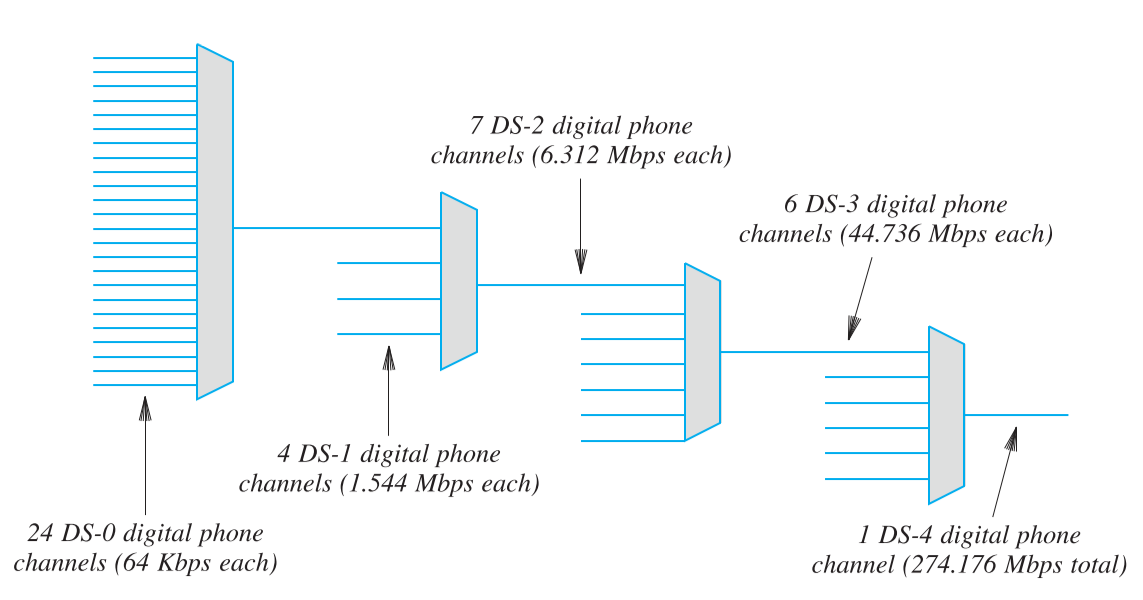 7 DS-2 digital phone
channels (6.312 Mbps each)
6 DS-3 digital phone
channels (44.736 Mbps each)
4 DS-1 digital phone
channels (1.544 Mbps each)
24 DS-0 digital phone
channels (64 Kbps each)
1 DS-4 digital phone
channel (274.176 Mbps total)